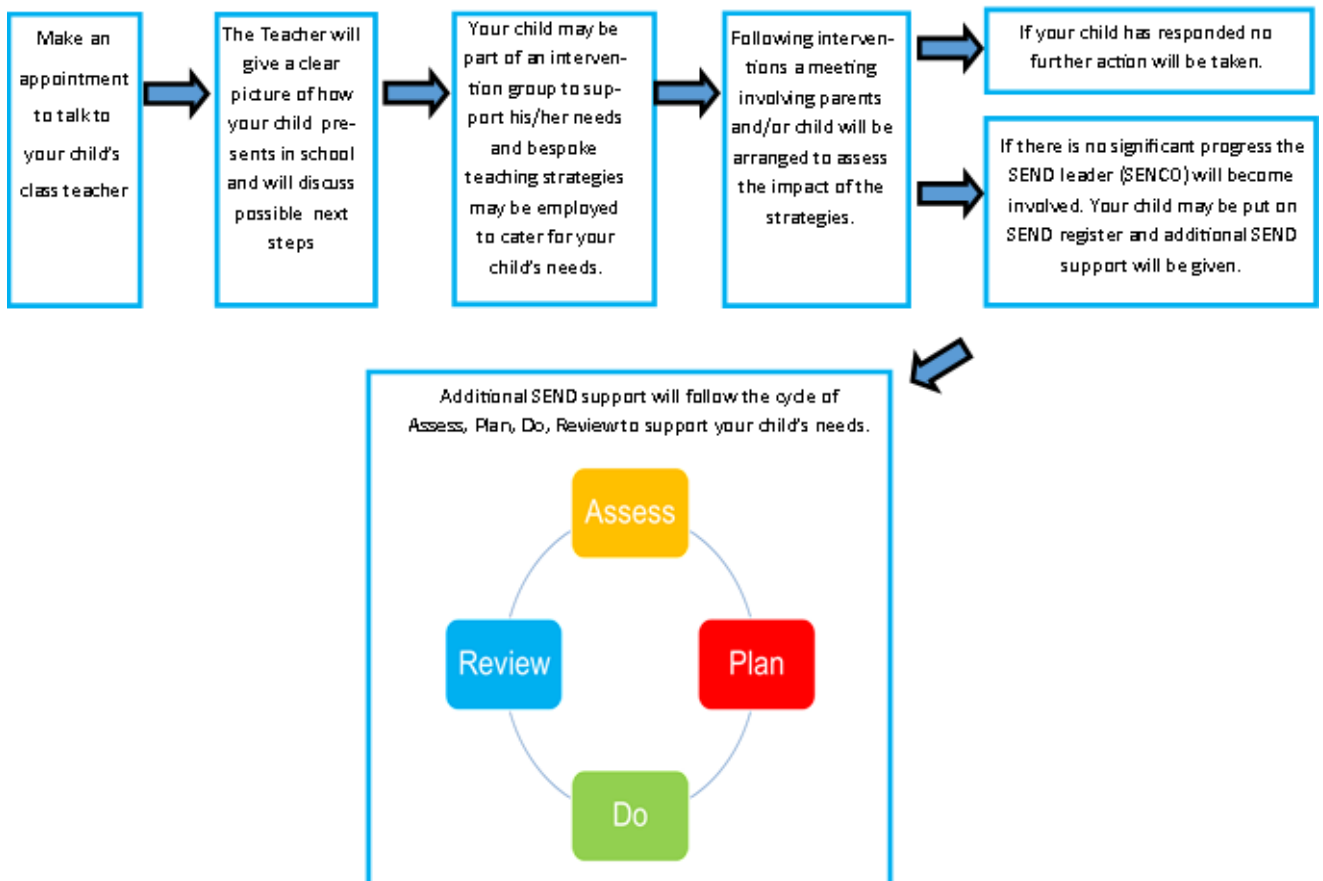 Make an
appointment
to talk to
your child's
class teacher
The Teacher will
give a clear
picture of how
your child pre-
sents in school
and will discuss
possible next
steps
Your child may be
part of an interven-
tion group to sup-
port his/her needs
and bespoke
teaching strategies
may be employed
to cater for your
child's needs.
Following interven-
tions a meeting
involving parents
and/or child will be
arranged to assess
the impact of the
strategies.
If your child has responded no
further action will be taken.
If there is no significant progress the
SEND leader (SENCO) will become
involved. Your child may be put on
SEND register and additional SEND
support will be given.
Additional SEND support will follow the cycle of
Assess, Plan, Do, Review to support your child's needs.
Assess
Review
Plan
Do